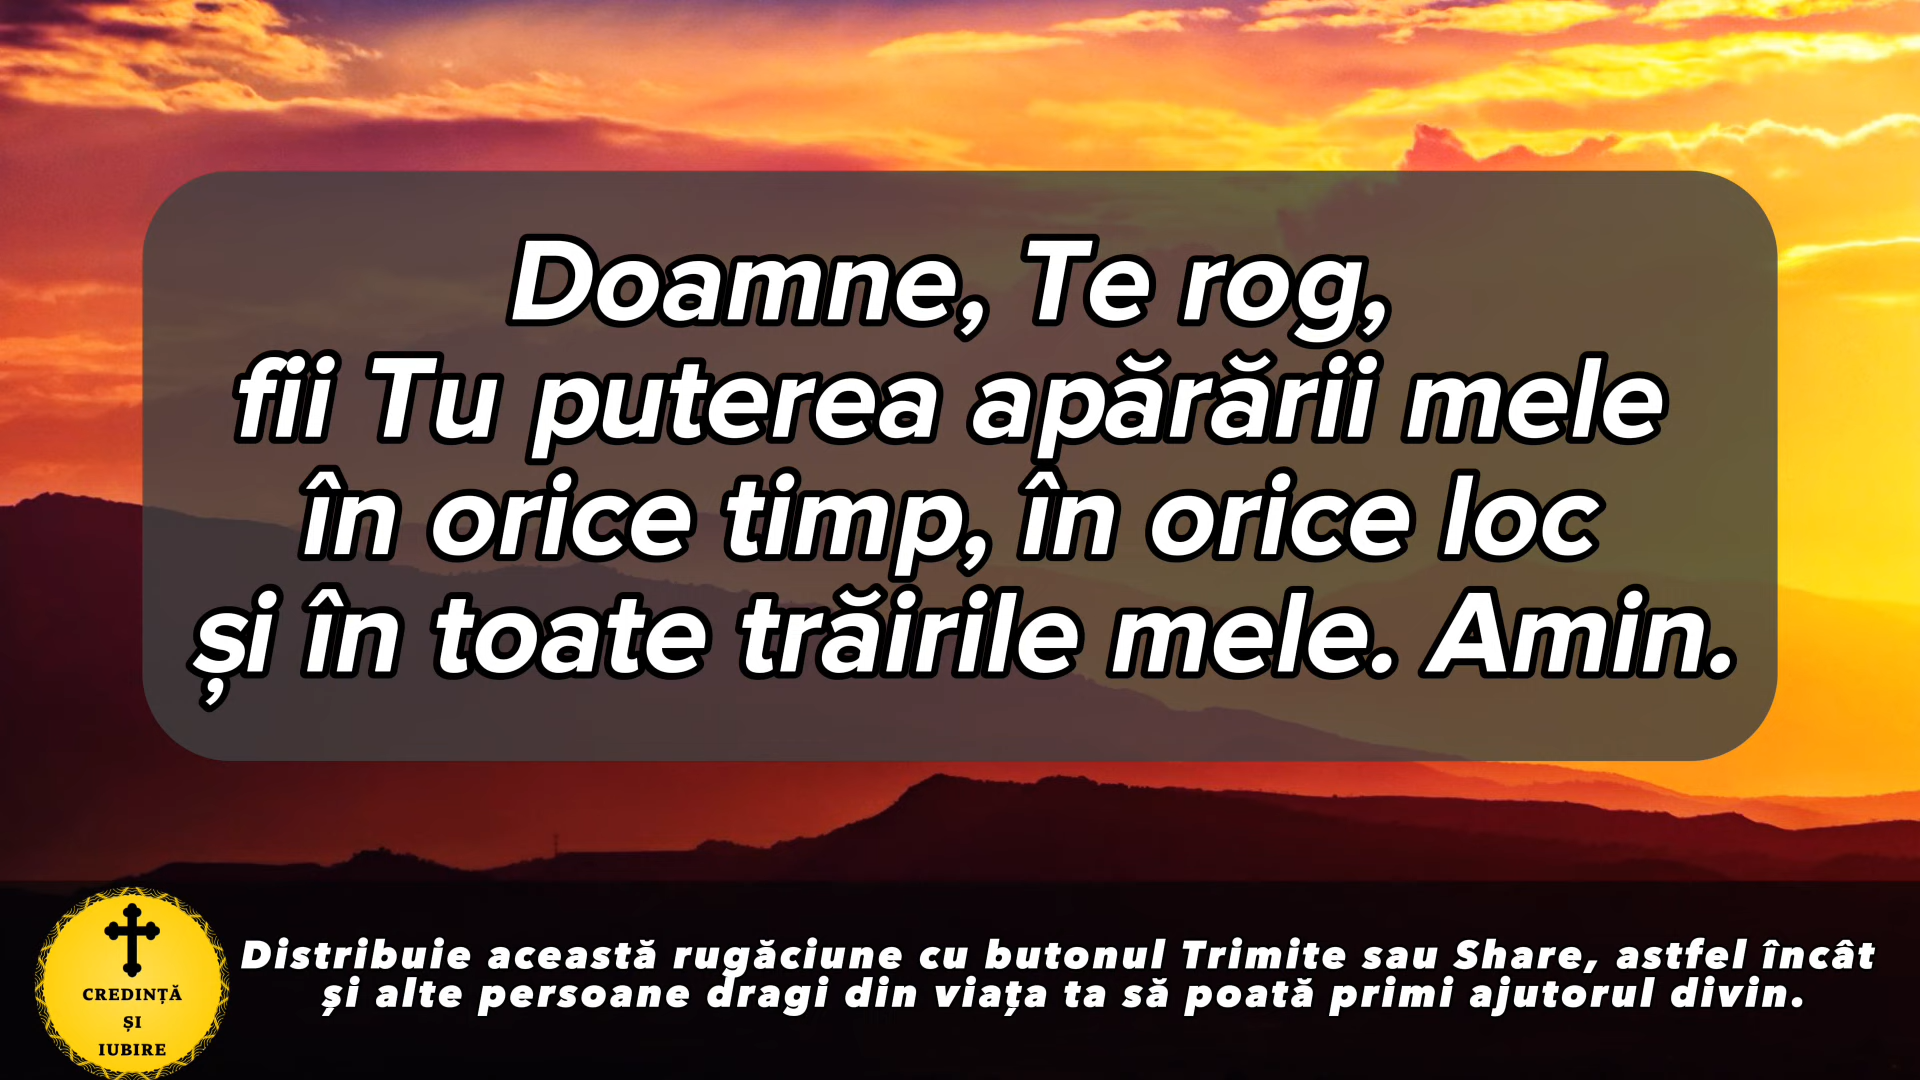 Doamne, Te rog,
fii Tu puterea apărării mele
în orice timp, în orice loc
și în toate trăirile mele. Amin.
CREDINȚĂ
ȘI
IUBIRE
Distribuie această rugăciune cu butonul Trimite sau Share, astfel încât
și alte persoane dragi din viața ta să poată primi ajutorul divin.